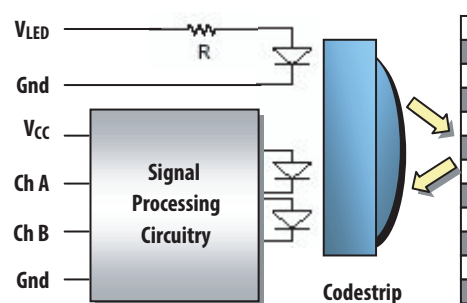 VLED
R
Gnd
VCC
Ch A
Signal
Processing
Circuitry
Ch B
Gnd
Codestrip